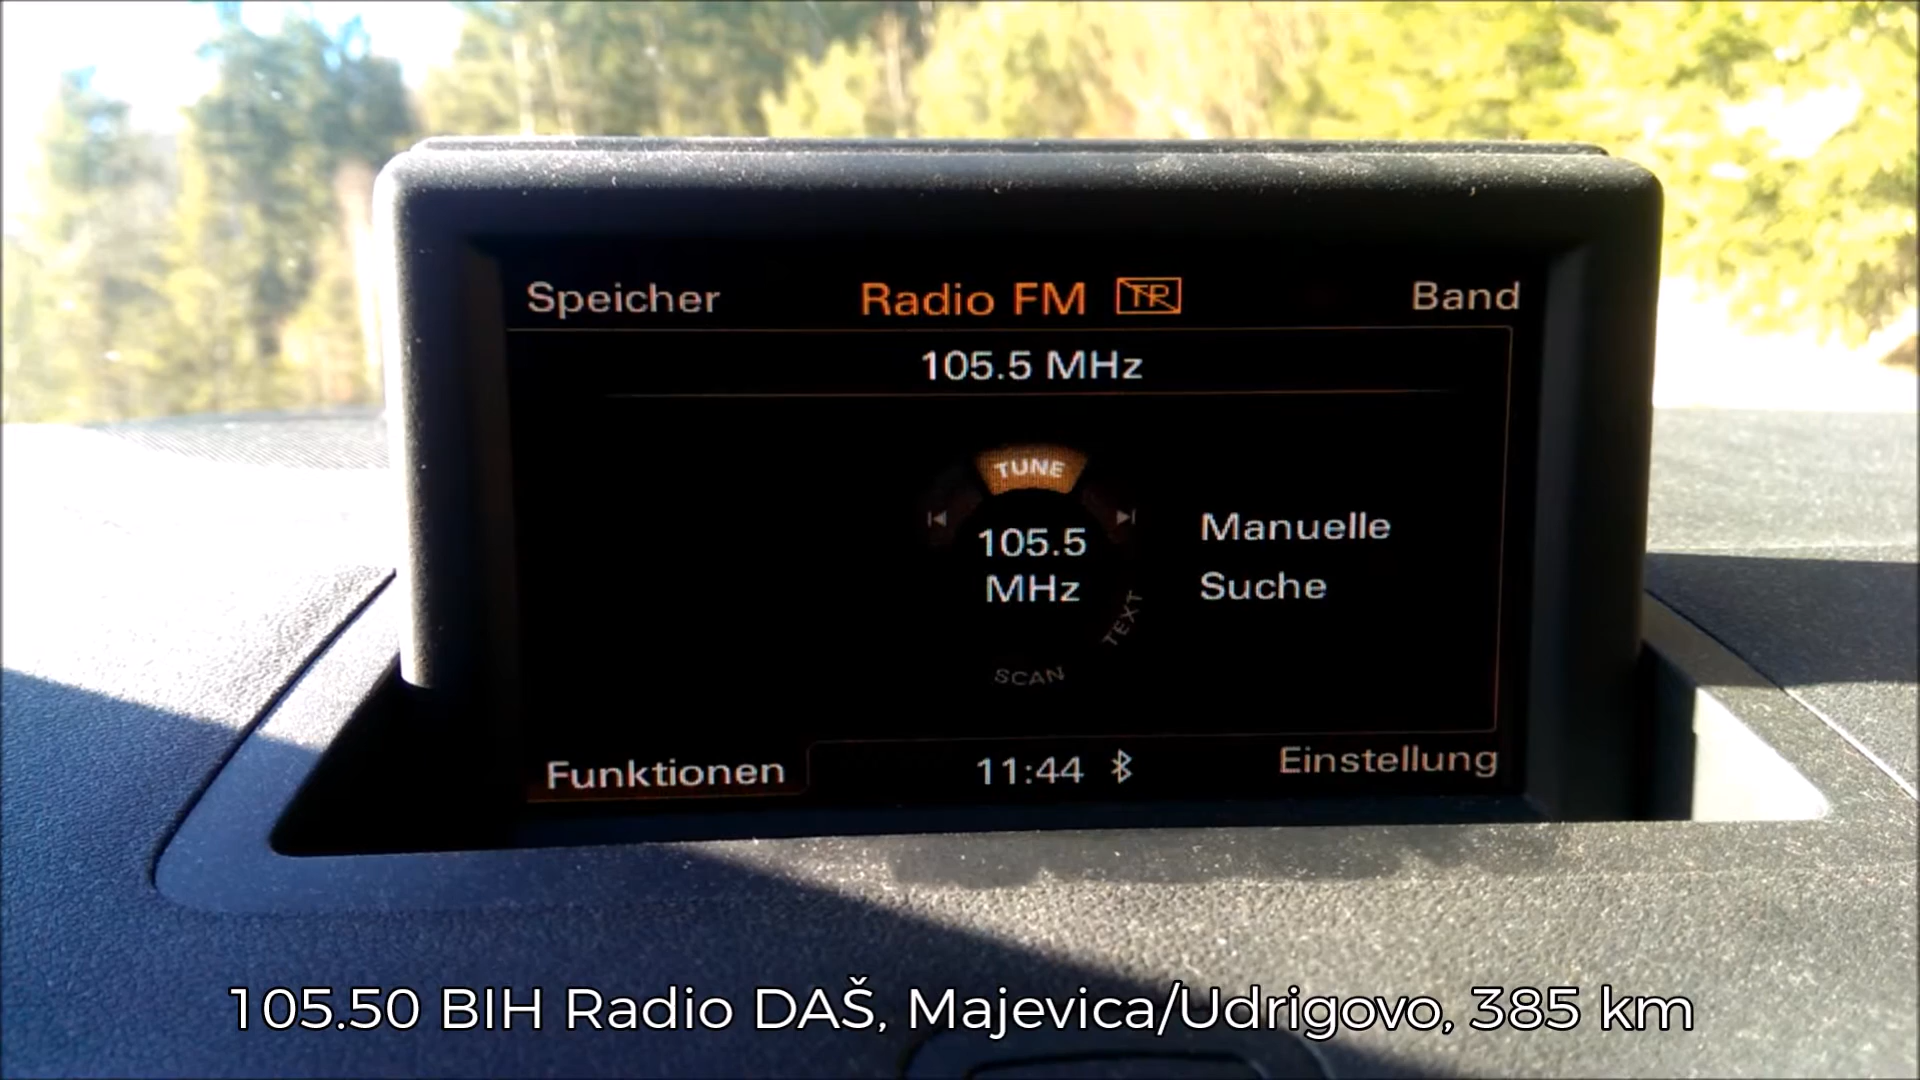 Speicher Radio FM TP Band
105.5 MHz
TUNE
105.5
MHz
Manuelle
Suche
TEXT
SCAN
Funktionen 11:44 Einstellung
105.50 BIH Radio DAŠ, Majevica/Udrigovo, 385 km